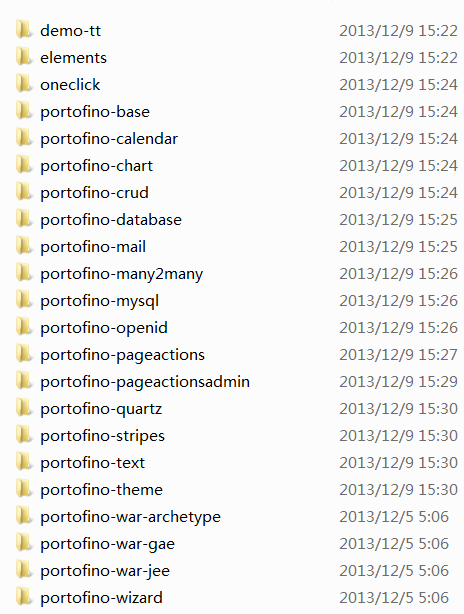 demo-tt 2013/12/9 15:22
elements 2013/12/9 15:22
oneclick 2013/12/9 15:24
portofino-base 2013/12/9 15:24
portofino-calendar 2013/12/9 15:24
portofino-chart 2013/12/9 15:24
portofino-crud 2013/12/9 15:24
portofino-database 2013/12/9 15:25
portofino-mail 2013/12/9 15:25
portofino-many2many 2013/12/9 15:26
portofino-mysql 2013/12/9 15:26
portofino-openid 2013/12/9 15:26
portofino-pageactions 2013/12/9 15:27
portofino-pageactionsadmin 2013/12/9 15:29
portofino-quartz 2013/12/9 15:30
portofino-stripes 2013/12/9 15:30
portofino-text 2013/12/9 15:30
portofino-theme 2013/12/9 15:30
portofino-war-archetype 2013/12/5 5:06
portofino-war-gae 2013/12/5 5:06
portofino-war-jee 2013/12/5 5:06
portofino-wizard 2013/12/5 5:06